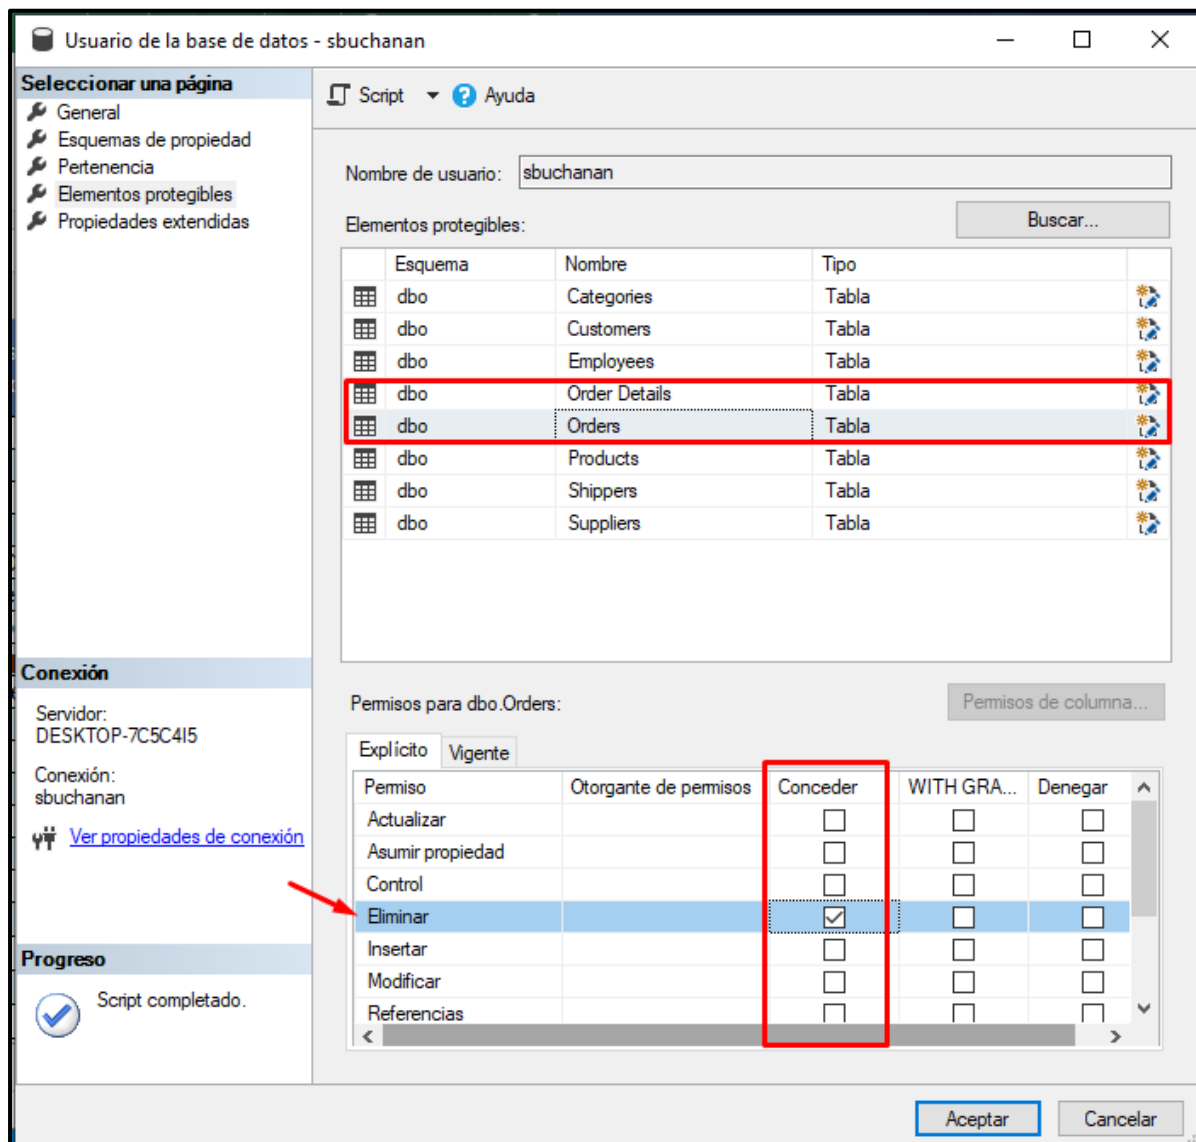 Usuario de la base de datos - sbuchanan
Seleccionar una página
General
Esquemas de propiedad
Pertenencia
Elementos protegibles
Propiedades extendidas
Script
Ayuda
Nombre de usuario: sbuchanan
Elementos protegibles:
Buscar...
Esquema Nombre Tipo
dbo Categories Tabla
dbo Customers Tabla
dbo Employees Tabla
dbo Order Details Tabla
dbo Orders Tabla
dbo Products Tabla
dbo Shippers Tabla
dbo Suppliers Tabla
Conexión
Servidor:
DESKTOP-7C5C4I5
Conexión:
sbuchanan
Ver propiedades de conexión
Progreso
Script completado.
Permisos para dbo.Orders:
Permisos de columna...
Explícito Vigente
Permiso Otorgante de permisos Conceder WITH GRA... Denegar
Actualizar
Asumir propiedad
Control
Eliminar
Insertar
Modificar
Referencias
Aceptar Cancelar